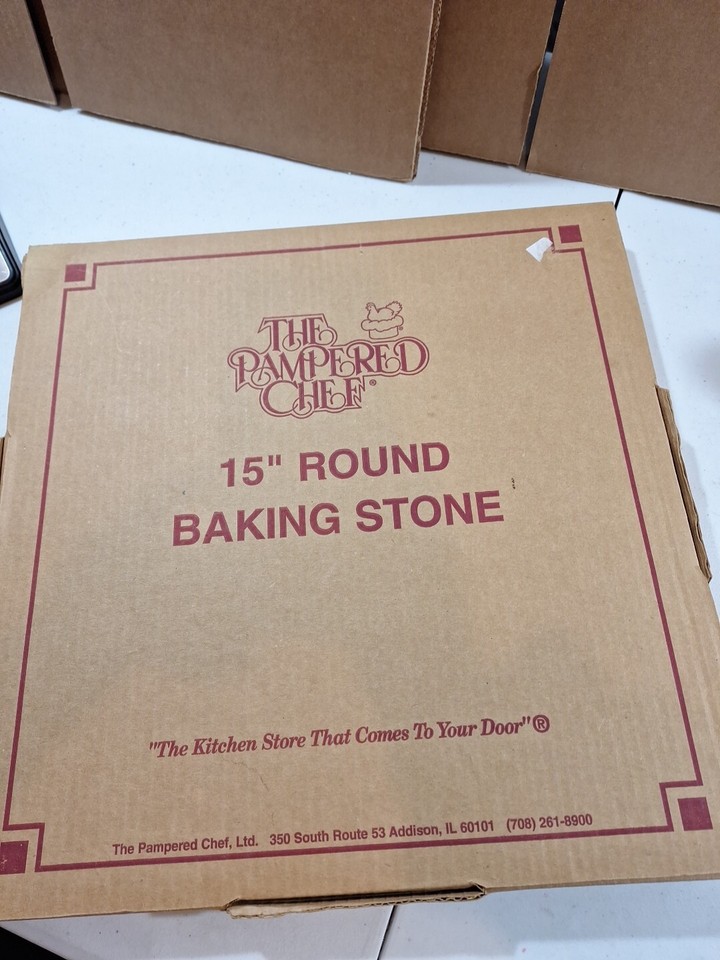 THE
PAMPERED
CHEF®
15" ROUND
BAKING STONE
"The Kitchen Store That Comes To Your Door"®
The Pampered Chef, Ltd. 350 South Route 53 Addison, IL 60101 (708) 261-8900